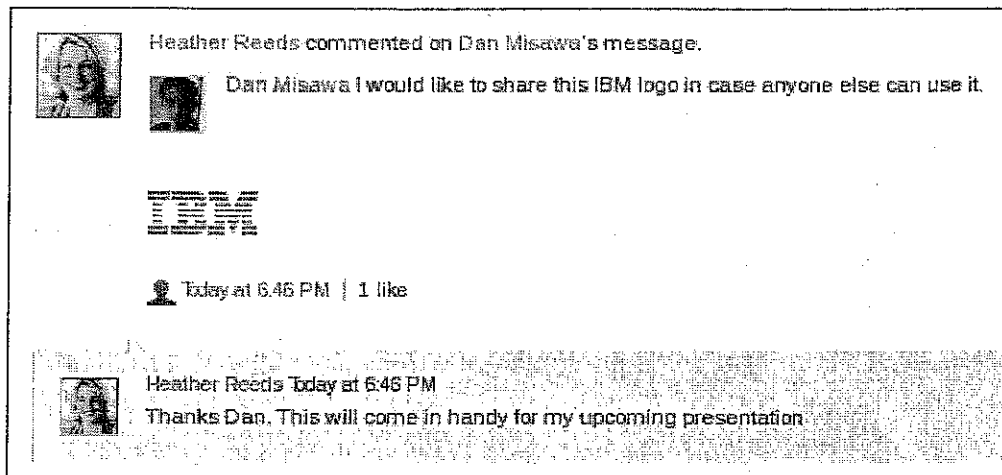 Heather Reeds commented on Dan Misawa's message.
Dan Misawa I would like to share this IBM logo in case anyone else can use it.
IBM
Today at 6:46 PM | 1 like
Heather Reeds Today at 6:46 PM
Thanks Dan. This will come in handy for my upcoming presentation